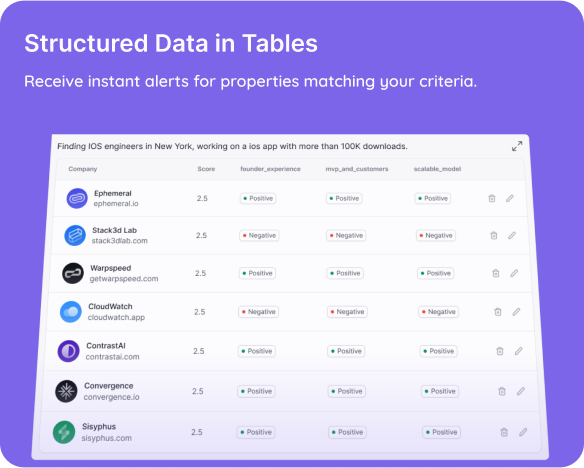 Structured Data in Tables
Receive instant alerts for properties matching your criteria.
Finding IOS engineers in New York, working on a ios app with more than 100K downloads.
Company Score founder_experience mvp_and_customers scalable_model
Ephemeral
ephemeral.io
2.5 Positive Positive Positive
Stack3d Lab
stack3dlab.com
2.5 Negative Negative Negative
Warpspeed
getwarpspeed.com
2.5 Positive Positive Positive
CloudWatch
cloudwatch.app
2.5 Negative Negative Negative
ContrastAI
contrastai.com
2.5 Positive Positive Positive
Convergence
convergence.io
2.5 Positive Positive Positive
Sisyphus
sisyphus.com
2.5 Positive Positive Positive